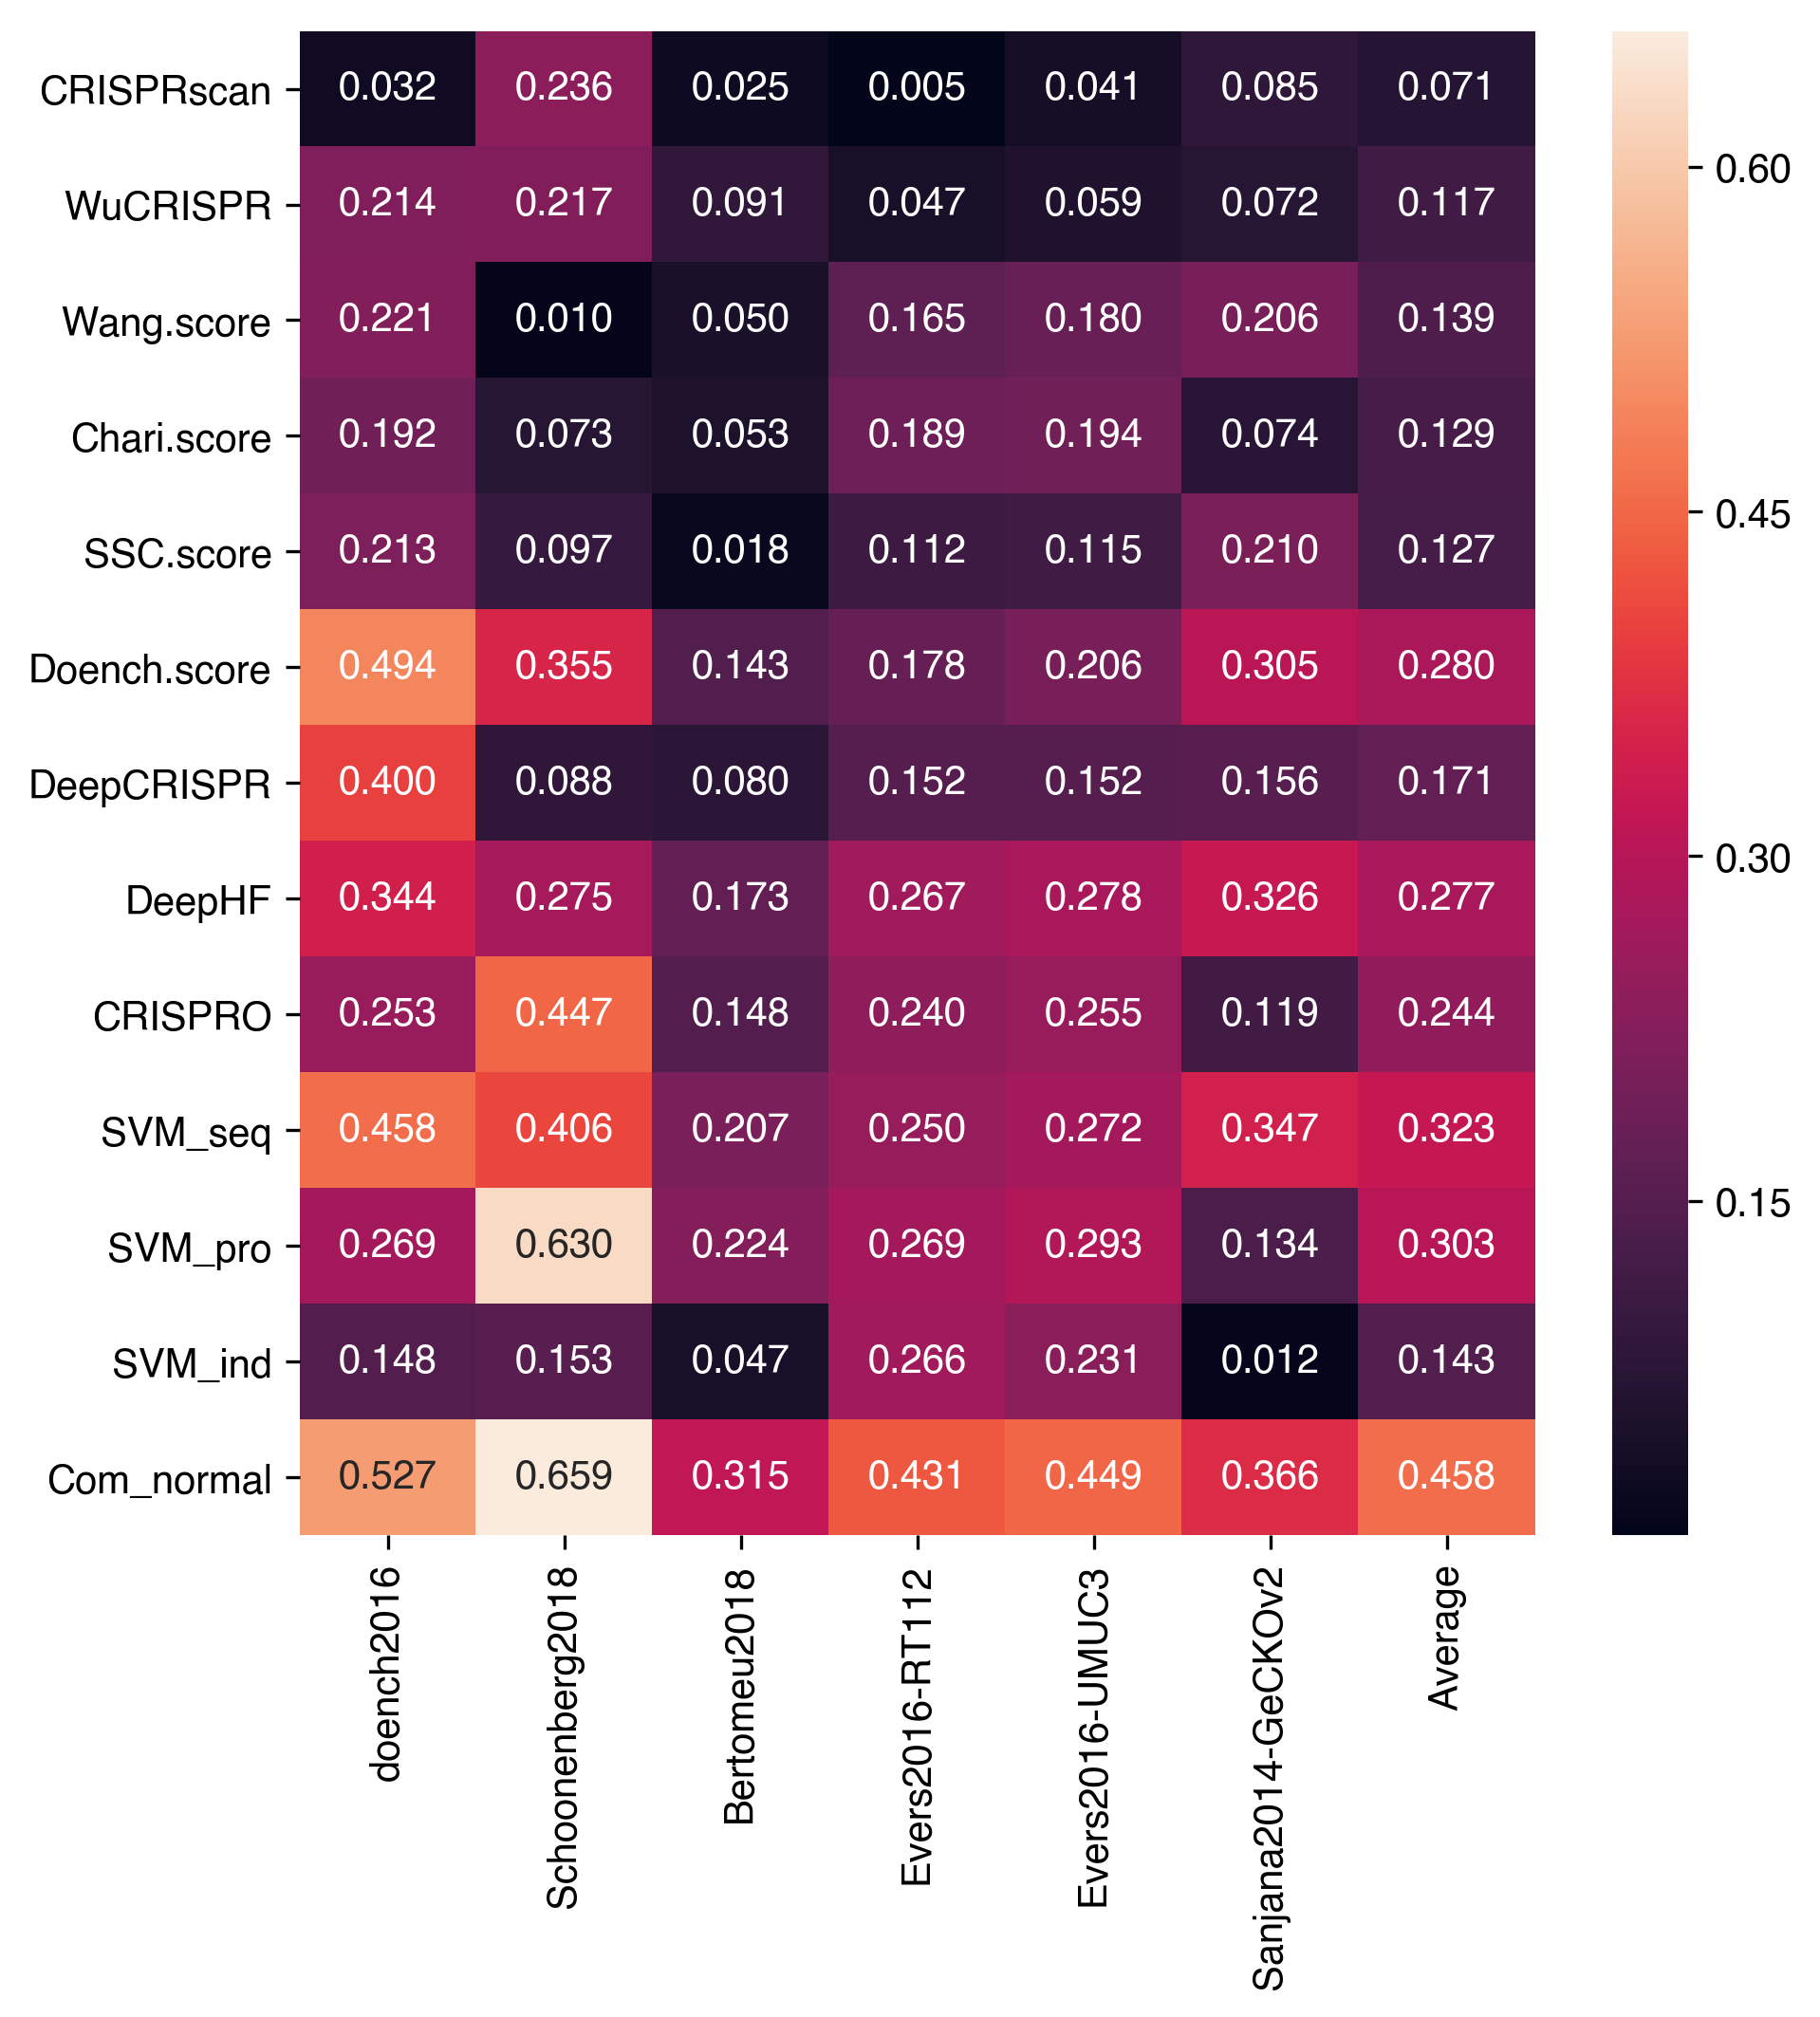 CRISPRscan 0.032 0.236 0.025 0.005 0.041 0.085 0.071
WuCRISPR 0.214 0.217 0.091 0.047 0.059 0.072 0.117
Wang.score 0.221 0.010 0.050 0.165 0.180 0.206 0.139
Chari.score 0.192 0.073 0.053 0.189 0.194 0.074 0.129
SSC.score 0.213 0.097 0.018 0.112 0.115 0.210 0.127
Doench.score 0.494 0.355 0.143 0.178 0.206 0.305 0.280
DeepCRISPR 0.400 0.088 0.080 0.152 0.152 0.156 0.171
DeepHF 0.344 0.275 0.173 0.267 0.278 0.326 0.277
CRISPRO 0.253 0.447 0.148 0.240 0.255 0.119 0.244
SVM_seq 0.458 0.406 0.207 0.250 0.272 0.347 0.323
SVM_pro 0.269 0.630 0.224 0.269 0.293 0.134 0.303
SVM_ind 0.148 0.153 0.047 0.266 0.231 0.012 0.143
Com_normal 0.527 0.659 0.315 0.431 0.449 0.366 0.458
doench2016
Schoonenberg2018
Bertomeu2018
Evers2016-RT112
Evers2016-UMUC3
Sanjana2014-GeCKOv2
Average
0.60
0.45
0.30
0.15